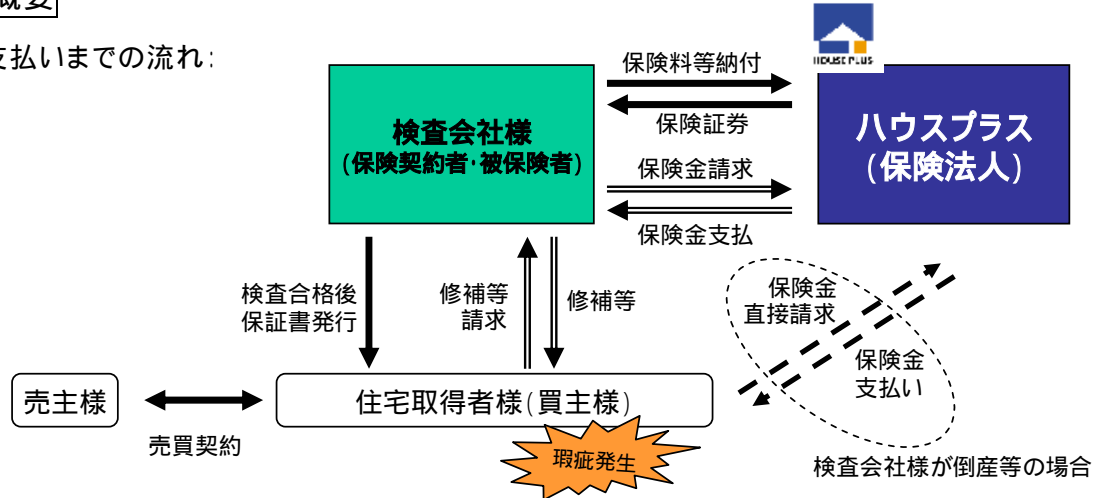 概要
支払いまでの流れ:
HOUSE PLUS
保険料等納付
保険証券
検査会社様
(保険契約者・被保険者)
ハウスプラス
(保険法人)
保険金請求
保険金支払
検査合格後
保証書発行
修補等
請求
修補等
保険金
直接請求
保険金
支払い
売主様
住宅取得者様(買主様)
売買契約
瑕疵発生
検査会社様が倒産等の場合